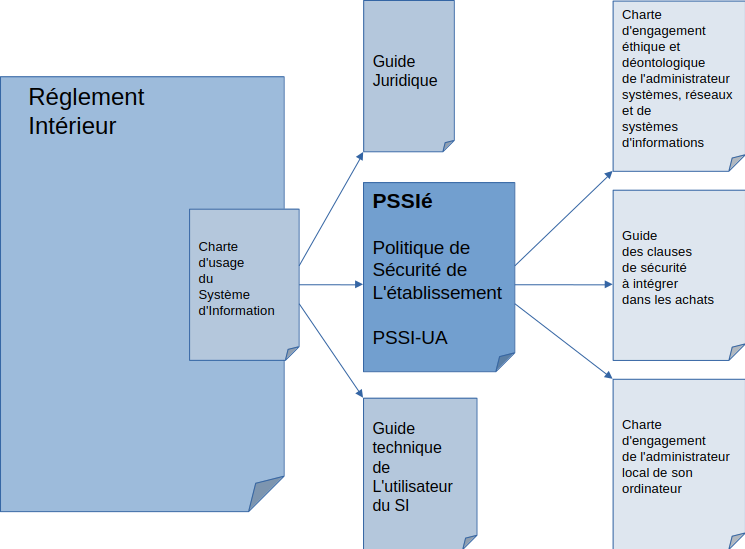 Réglement
Intérieur
Charte
d'usage
du
Système
d'Information
Guide
Juridique
PSSIé
Politique de
Sécurité de
L'établissement
PSSI-UA
Guide
technique
de
L'utilisateur
du SI
Charte
d'engagement
éthique et
déontologique
de l'administrateur
systèmes, réseaux
et de
systèmes
d'informations
Guide
des clauses
de sécurité
à intégrer
dans les achats
Charte
d'engagement
de l'administrateur
local de son
ordinateur